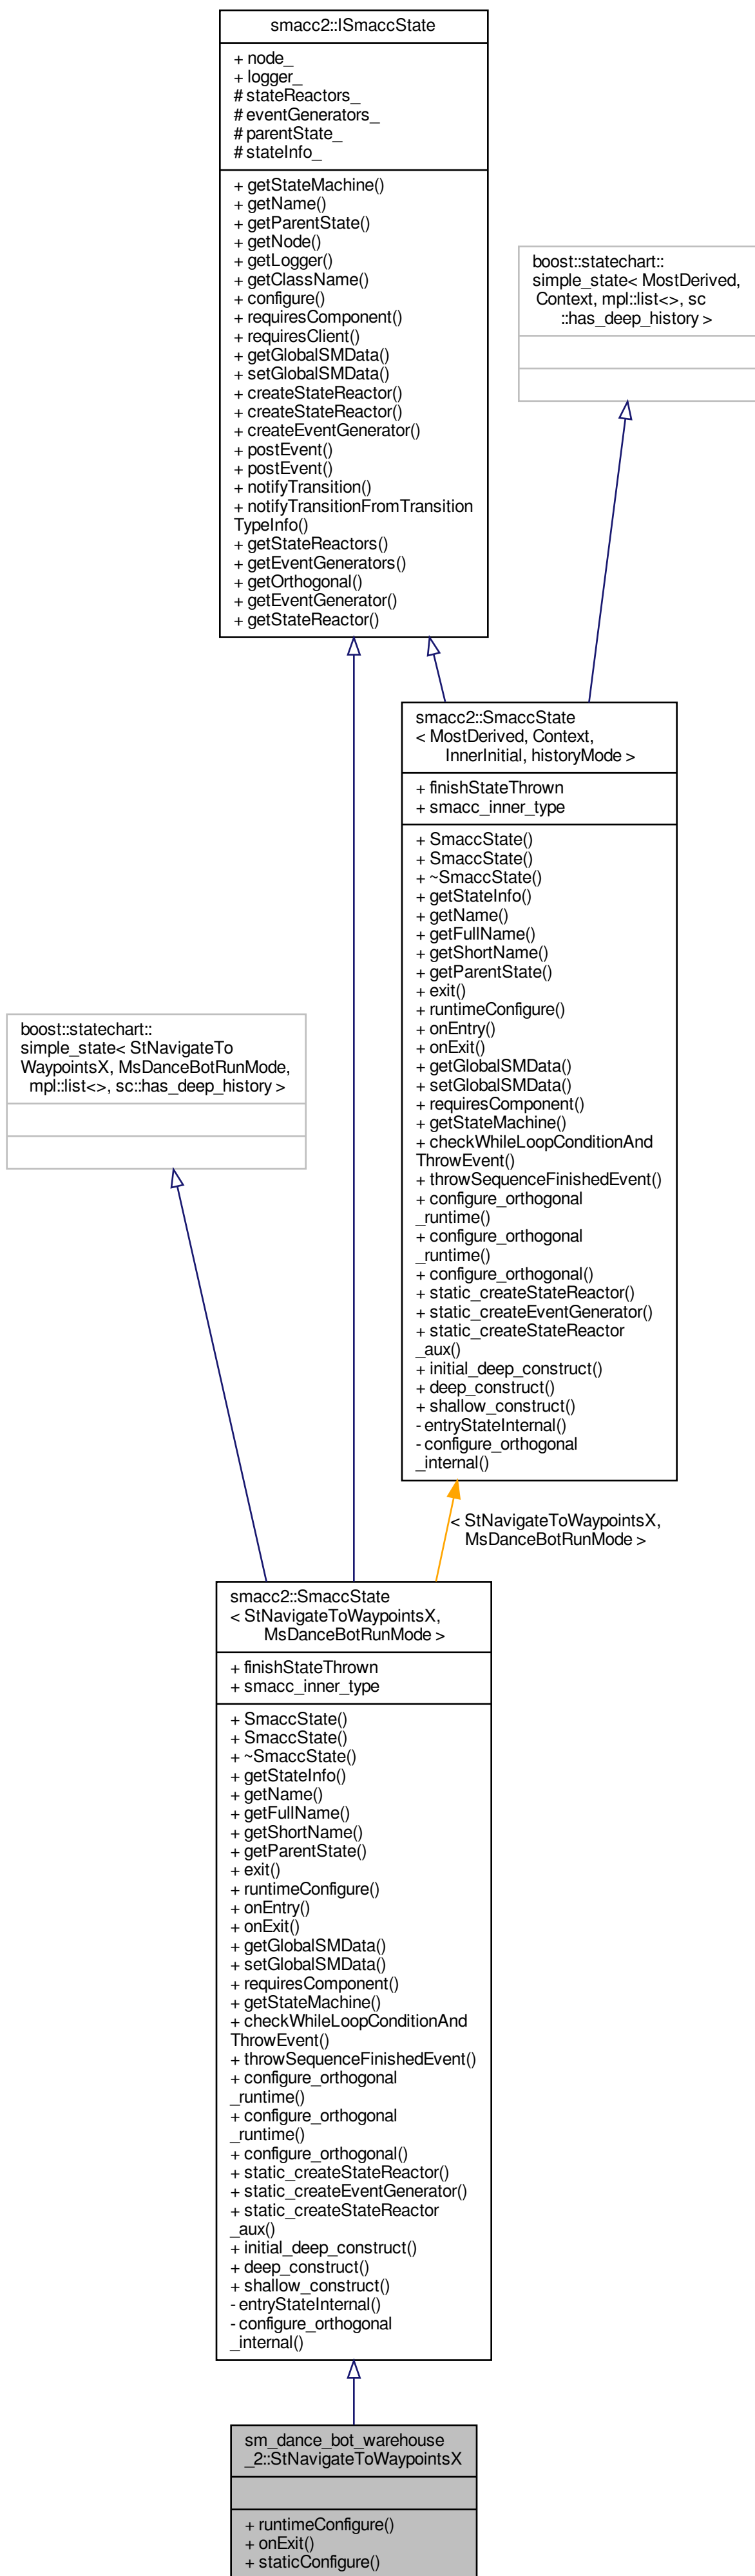 smacc2::ISmaccState
+ node_
+ logger_
# stateReactors_
# eventGenerators_
# parentState_
# stateInfo_
+ getStateMachine()
+ getName()
+ getParentState()
+ getNode()
+ getLogger()
+ getClassName()
+ configure()
+ requiresComponent()
+ requiresClient()
+ getGlobalSMData()
+ setGlobalSMData()
+ createStateReactor()
+ createStateReactor()
+ createEventGenerator()
+ postEvent()
+ postEvent()
+ notifyTransition()
+ notifyTransitionFromTransition
TypeInfo()
+ getStateReactors()
+ getEventGenerators()
+ getOrthogonal()
+ getEventGenerator()
+ getStateReactor()
boost::statechart::
simple_state< MostDerived,
Context, mpl::list<>, sc
::has_deep_history >
smacc2::SmaccState
< MostDerived, Context,
InnerInitial, historyMode >
+ finishStateThrown
+ smacc_inner_type
+ SmaccState()
+ SmaccState()
+ ~SmaccState()
+ getStateInfo()
+ getName()
+ getFullName()
+ getShortName()
+ getParentState()
+ exit()
+ runtimeConfigure()
+ onEntry()
+ onExit()
+ getGlobalSMData()
+ setGlobalSMData()
+ requiresComponent()
+ getStateMachine()
+ checkWhileLoopConditionAnd
ThrowEvent()
+ throwSequenceFinishedEvent()
+ configure_orthogonal
_runtime()
+ configure_orthogonal
_runtime()
+ configure_orthogonal()
+ static_createStateReactor()
+ static_createEventGenerator()
+ static_createStateReactor
_aux()
+ initial_deep_construct()
+ deep_construct()
+ shallow_construct()
- entryStateInternal()
- configure_orthogonal
_internal()
boost::statechart::
simple_state< StNavigateTo
WaypointsX, MsDanceBotRunMode,
mpl::list<>, sc::has_deep_history >
< StNavigateToWaypointsX,
MsDanceBotRunMode >
smacc2::SmaccState
< StNavigateToWaypointsX,
MsDanceBotRunMode >
+ finishStateThrown
+ smacc_inner_type
+ SmaccState()
+ SmaccState()
+ ~SmaccState()
+ getStateInfo()
+ getName()
+ getFullName()
+ getShortName()
+ getParentState()
+ exit()
+ runtimeConfigure()
+ onEntry()
+ onExit()
+ getGlobalSMData()
+ setGlobalSMData()
+ requiresComponent()
+ getStateMachine()
+ checkWhileLoopConditionAnd
ThrowEvent()
+ throwSequenceFinishedEvent()
+ configure_orthogonal
_runtime()
+ configure_orthogonal
_runtime()
+ configure_orthogonal()
+ static_createStateReactor()
+ static_createEventGenerator()
+ static_createStateReactor
_aux()
+ initial_deep_construct()
+ deep_construct()
+ shallow_construct()
- entryStateInternal()
- configure_orthogonal
_internal()
sm_dance_bot_warehouse
_2::StNavigateToWaypointsX
+ runtimeConfigure()
+ onExit()
+ staticConfigure()